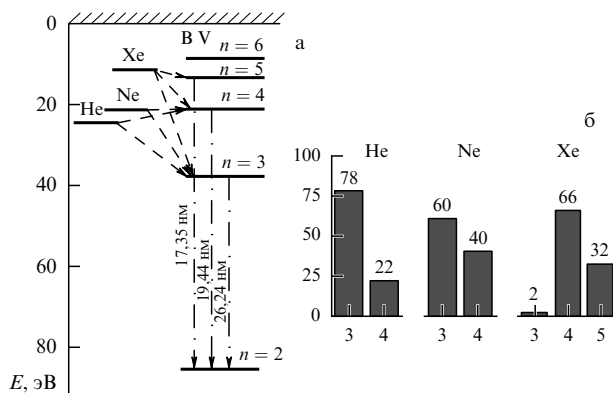 0
20
40
60
80
E, эВ
B V
Xe
Ne
He
n = 6
n = 5
n = 4
n = 3
n = 2
17,35 нм
19,44 нм
26,24 нм
а
б
100
75
50
25
0
He
78
22
3 4
Ne
60
40
3 4
Xe
2
66
32
3 4 5